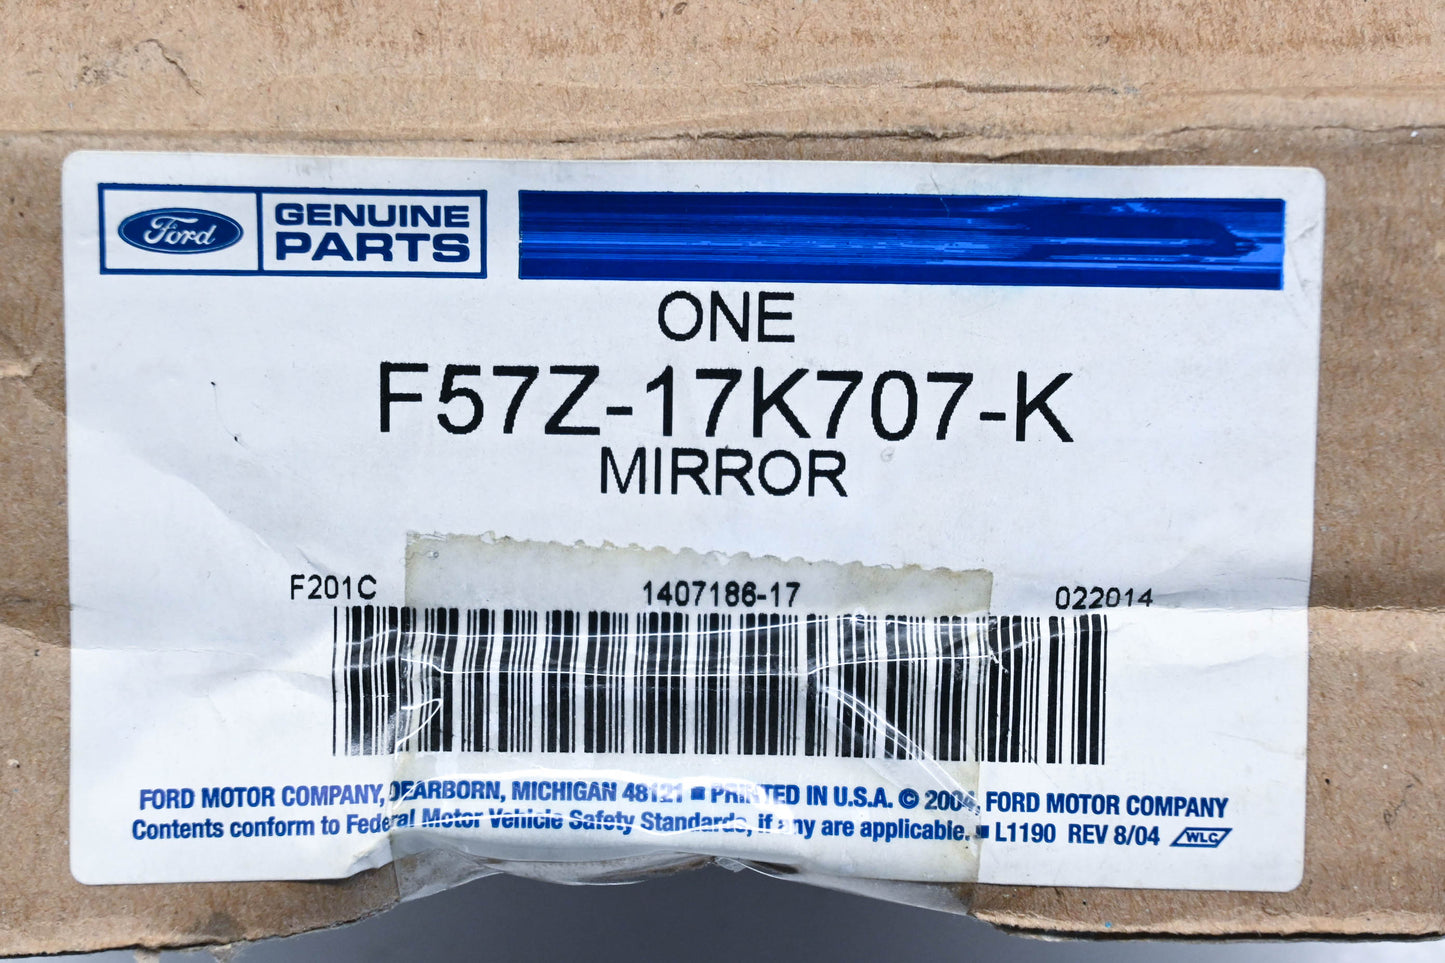 Ford GENUINE PARTS
ONE
F57Z-17K707-K
MIRROR
F201C 1407186-17 022014
FORD MOTOR COMPANY, DEARBORN, MICHIGAN 48121 ■ PRINTED IN U.S.A. © 2004, FORD MOTOR COMPANY
Contents conform to Federal Motor Vehicle Safety Standards, if any are applicable. ■ L1190 REV 8/04 WLC